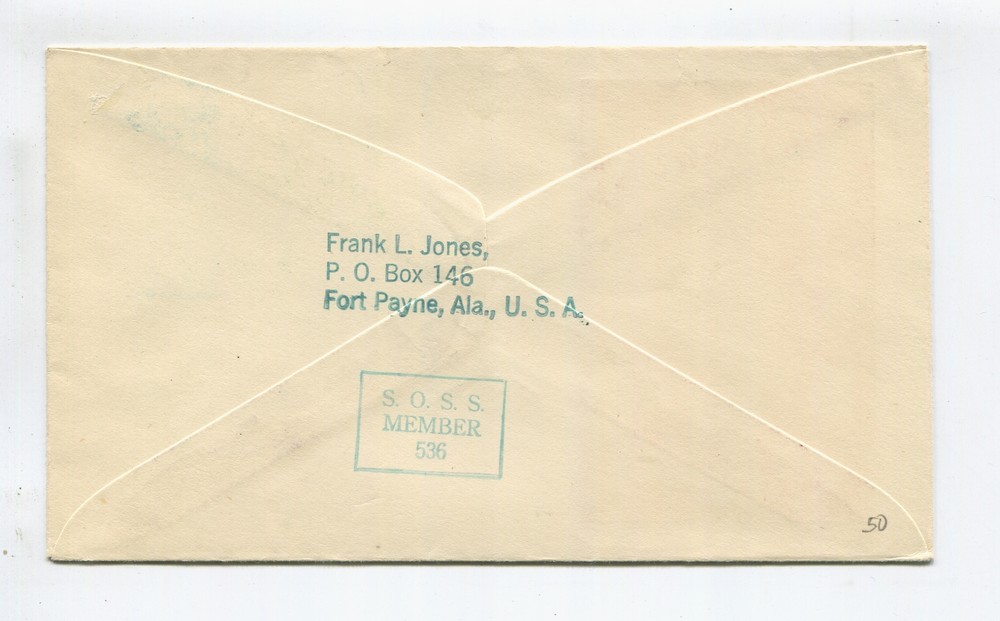 Frank L. Jones,
P. O. Box 146
Fort Payne, Ala., U. S. A.
S. O. S. S.
MEMBER
536
50